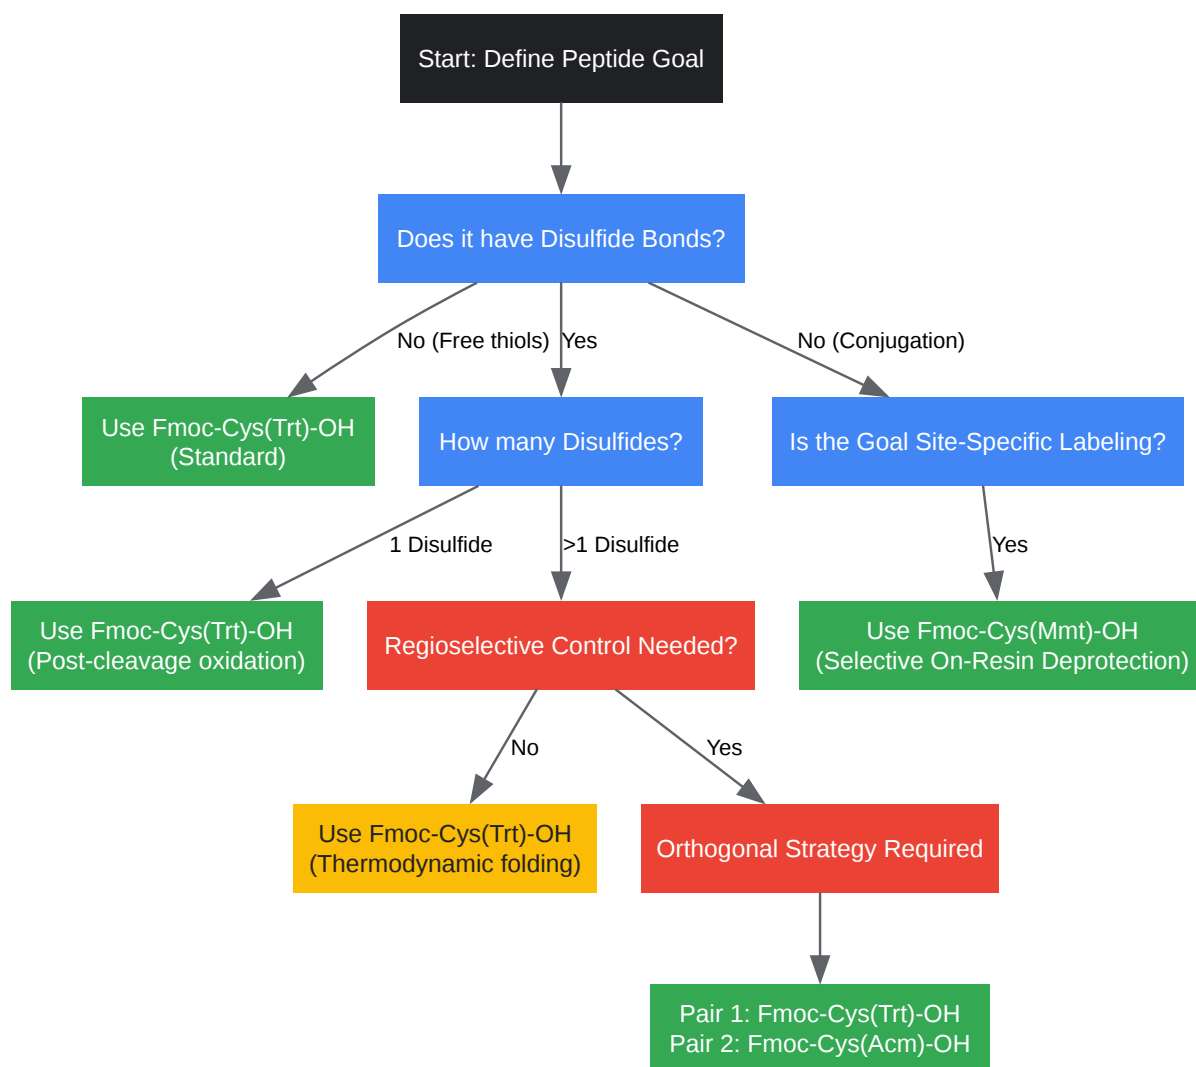 Start: Define Peptide Goal
Does it have Disulfide Bonds?
No (Free thiols)
Yes
No (Conjugation)
Use Fmoc-Cys(Trt)-OH
(Standard)
How many Disulfides?
Is the Goal Site-Specific Labeling?
1 Disulfide
>1 Disulfide
Yes
Use Fmoc-Cys(Trt)-OH
(Post-cleavage oxidation)
Regioselective Control Needed?
Use Fmoc-Cys(Mmt)-OH
(Selective On-Resin Deprotection)
No
Yes
Use Fmoc-Cys(Trt)-OH
(Thermodynamic folding)
Orthogonal Strategy Required
Pair 1: Fmoc-Cys(Trt)-OH
Pair 2: Fmoc-Cys(Acm)-OH